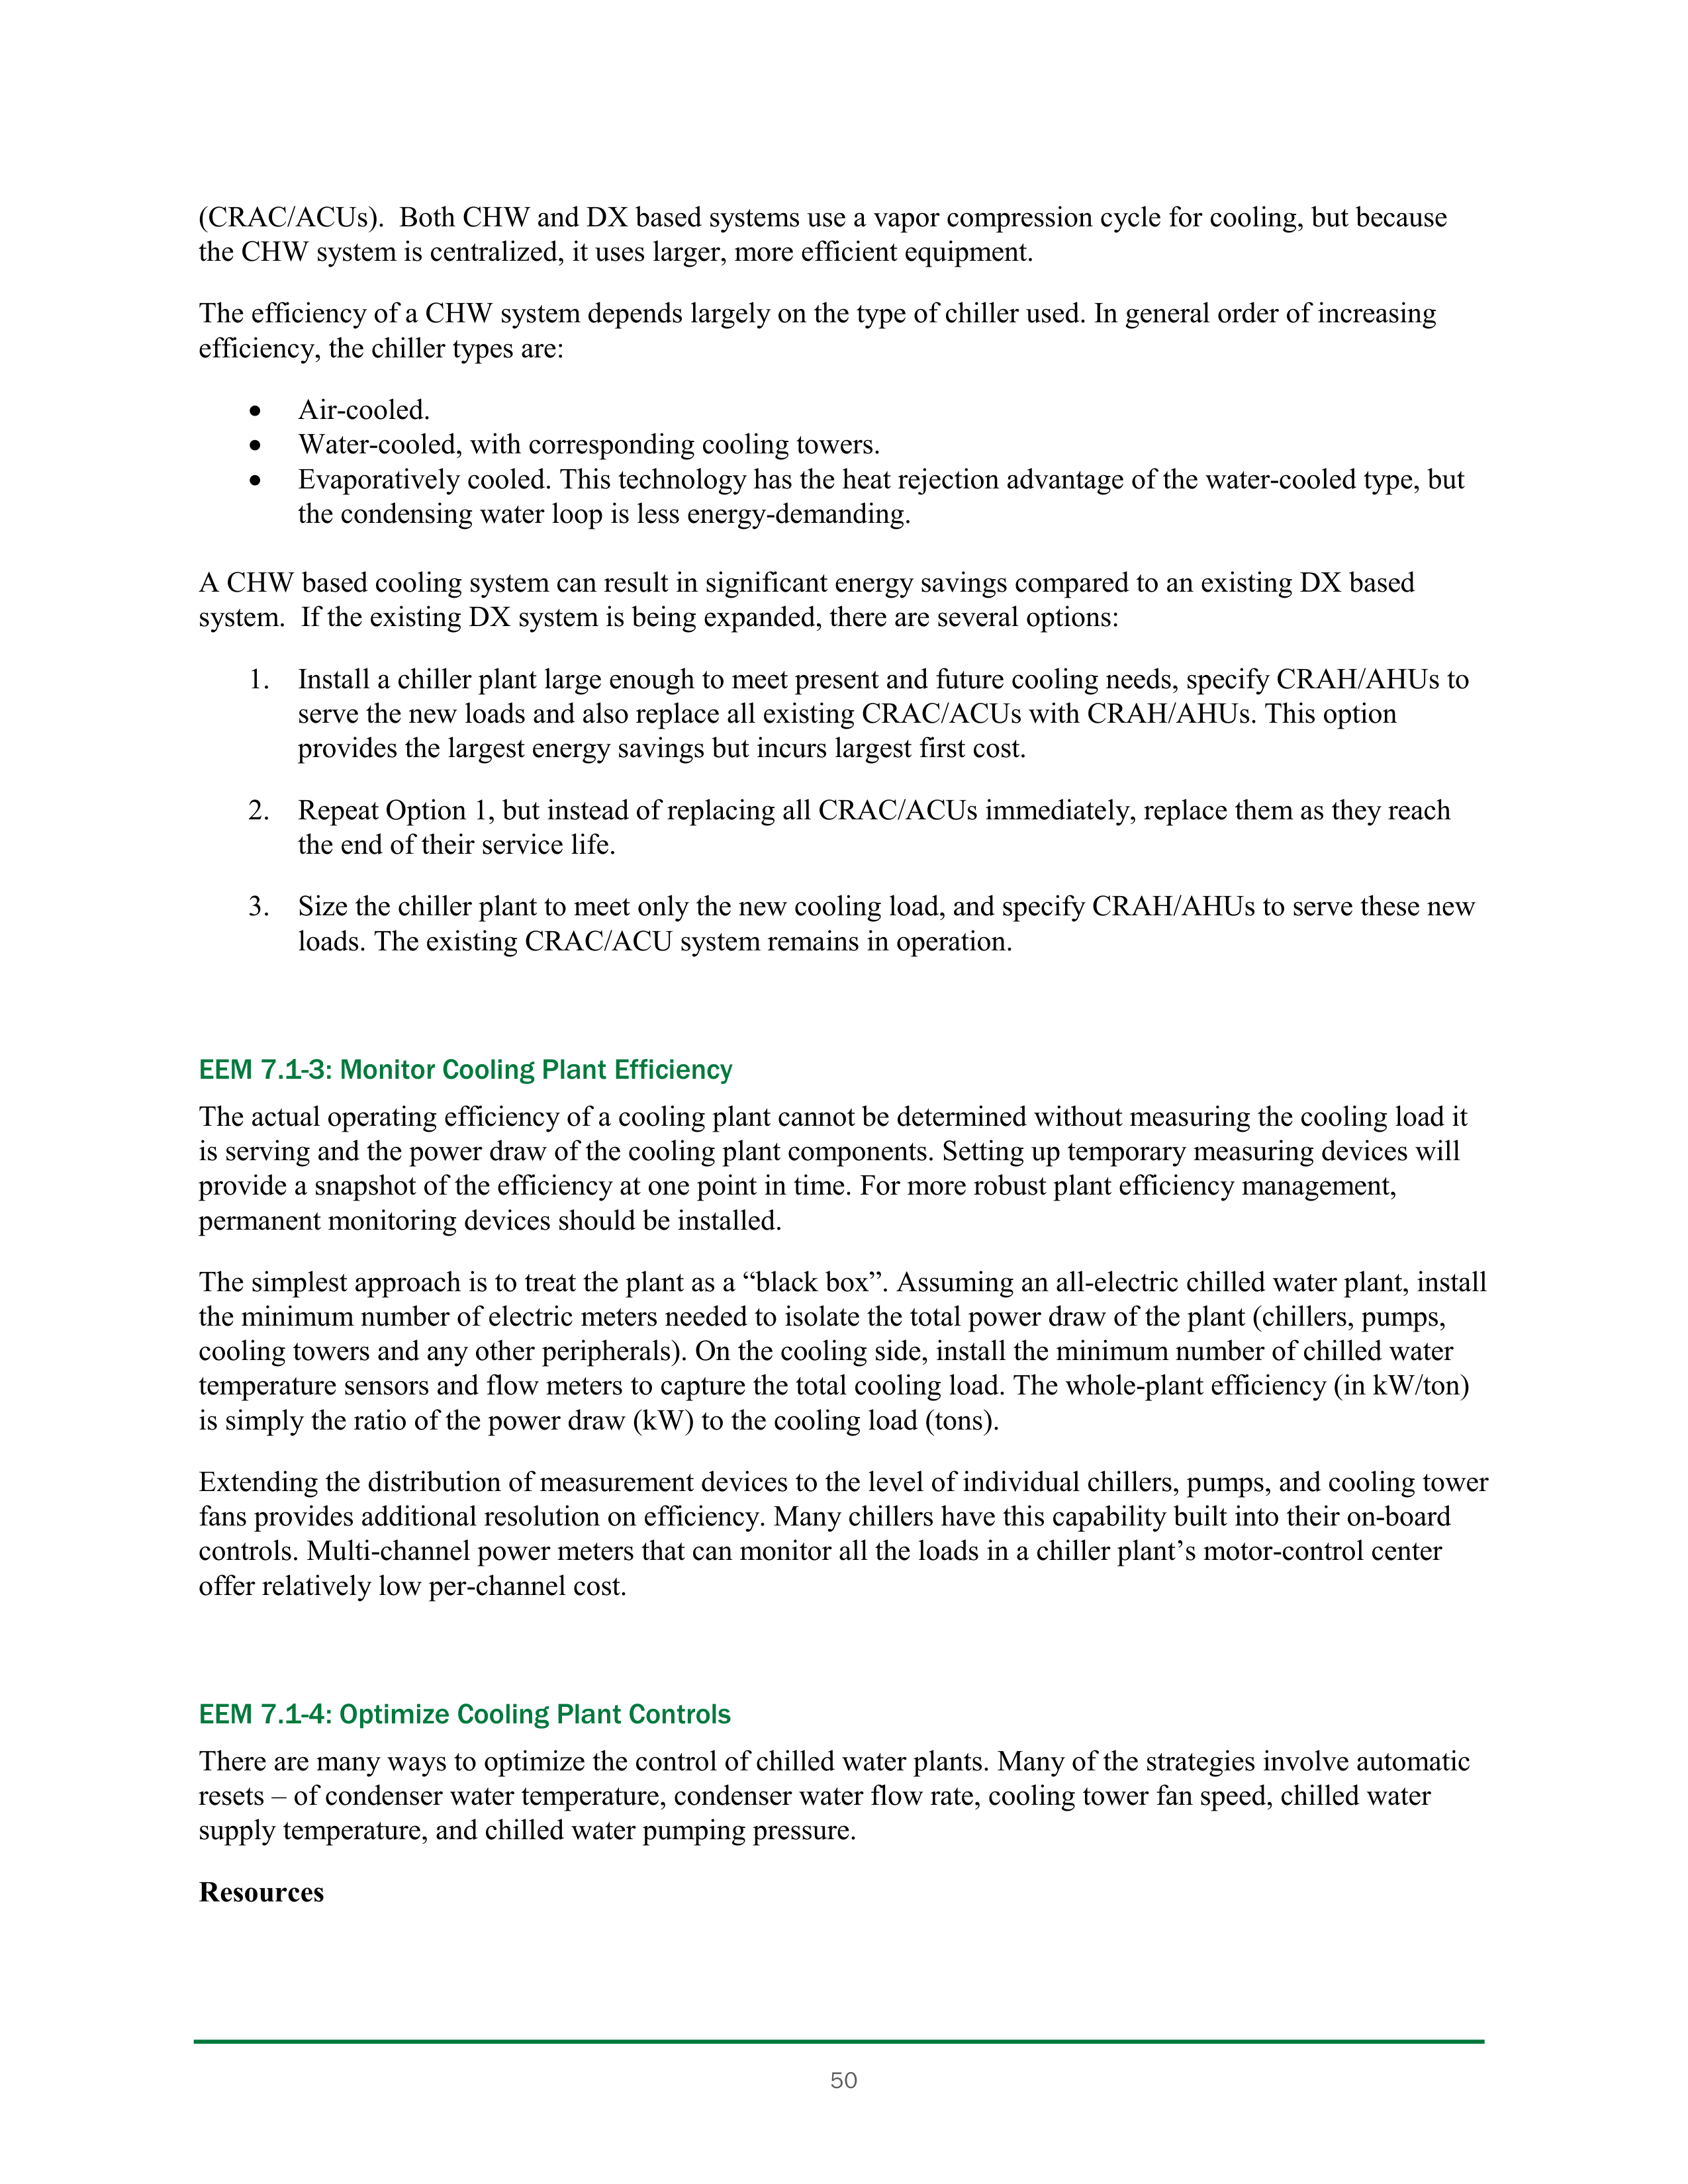 (CRAC/ACUs).  Both CHW and DX based systems use a vapor compression cycle for cooling, but because
the CHW system is centralized, it uses larger, more efficient equipment.
The efficiency of a CHW system depends largely on the type of chiller used. In general order of increasing
efficiency, the chiller types are:
• Air-cooled.
• Water-cooled, with corresponding cooling towers.
• Evaporatively cooled. This technology has the heat rejection advantage of the water-cooled type, but
the condensing water loop is less energy-demanding.
A CHW based cooling system can result in significant energy savings compared to an existing DX based
system.  If the existing DX system is being expanded, there are several options:
1. Install a chiller plant large enough to meet present and future cooling needs, specify CRAH/AHUs to
serve the new loads and also replace all existing CRAC/ACUs with CRAH/AHUs. This option
provides the largest energy savings but incurs largest first cost.
2. Repeat Option 1, but instead of replacing all CRAC/ACUs immediately, replace them as they reach
the end of their service life.
3. Size the chiller plant to meet only the new cooling load, and specify CRAH/AHUs to serve these new
loads. The existing CRAC/ACU system remains in operation.
EEM 7.1-3: Monitor Cooling Plant Efficiency
The actual operating efficiency of a cooling plant cannot be determined without measuring the cooling load it
is serving and the power draw of the cooling plant components. Setting up temporary measuring devices will
provide a snapshot of the efficiency at one point in time. For more robust plant efficiency management,
permanent monitoring devices should be installed.
The simplest approach is to treat the plant as a “black box”. Assuming an all-electric chilled water plant, install
the minimum number of electric meters needed to isolate the total power draw of the plant (chillers, pumps,
cooling towers and any other peripherals). On the cooling side, install the minimum number of chilled water
temperature sensors and flow meters to capture the total cooling load. The whole-plant efficiency (in kW/ton)
is simply the ratio of the power draw (kW) to the cooling load (tons).
Extending the distribution of measurement devices to the level of individual chillers, pumps, and cooling tower
fans provides additional resolution on efficiency. Many chillers have this capability built into their on-board
controls. Multi-channel power meters that can monitor all the loads in a chiller plant’s motor-control center
offer relatively low per-channel cost.
EEM 7.1-4: Optimize Cooling Plant Controls
There are many ways to optimize the control of chilled water plants. Many of the strategies involve automatic
resets – of condenser water temperature, condenser water flow rate, cooling tower fan speed, chilled water
supply temperature, and chilled water pumping pressure.
Resources
50